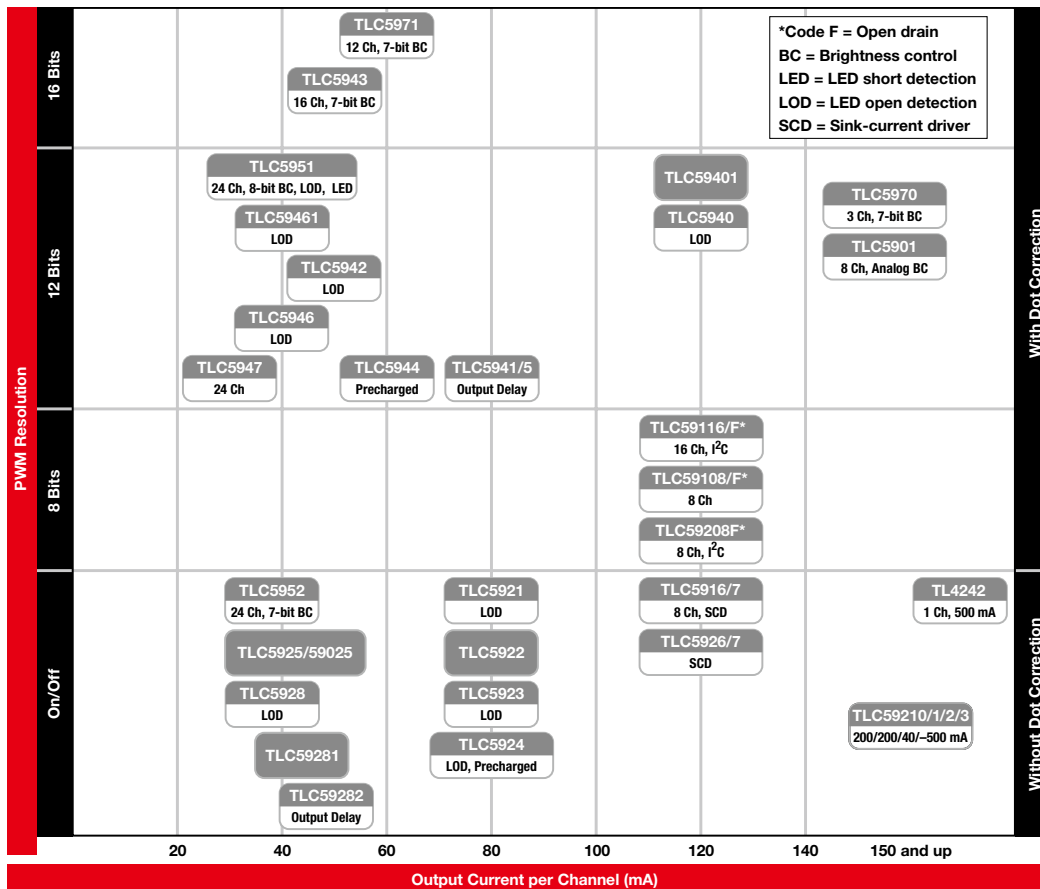 PWM Resolution
16 Bits
TLC5971
12 Ch, 7-bit BC
TLC5943
16 Ch, 7-bit BC
*Code F = Open drain
BC = Brightness control
LED = LED short detection
LOD = LED open detection
SCD = Sink-current driver
12 Bits
TLC5951
24 Ch, 8-bit BC, LOD, LED
TLC59461
LOD
TLC5942
LOD
TLC5946
LOD
TLC5947
24 Ch
TLC5944
Precharged
TLC5941/5
Output Delay
TLC59401
TLC5940
LOD
TLC5970
3 Ch, 7-bit BC
TLC5901
8 Ch, Analog BC
With Dot Correction
8 Bits
TLC59116/F*
16 Ch, I²C
TLC59108/F*
8 Ch
TLC59208F*
8 Ch, I²C
On/Off
TLC5952
24 Ch, 7-bit BC
TLC5925/59025
TLC5928
LOD
TLC59281
TLC59282
Output Delay
TLC5921
LOD
TLC5922
TLC5923
LOD
TLC5924
LOD, Precharged
TLC5916/7
8 Ch, SCD
TLC5926/7
SCD
TL4242
1 Ch, 500 mA
TLC59210/1/2/3
200/200/40/–500 mA
Without Dot Correction
20 40 60 80 100 120 140 150 and up
Output Current per Channel (mA)